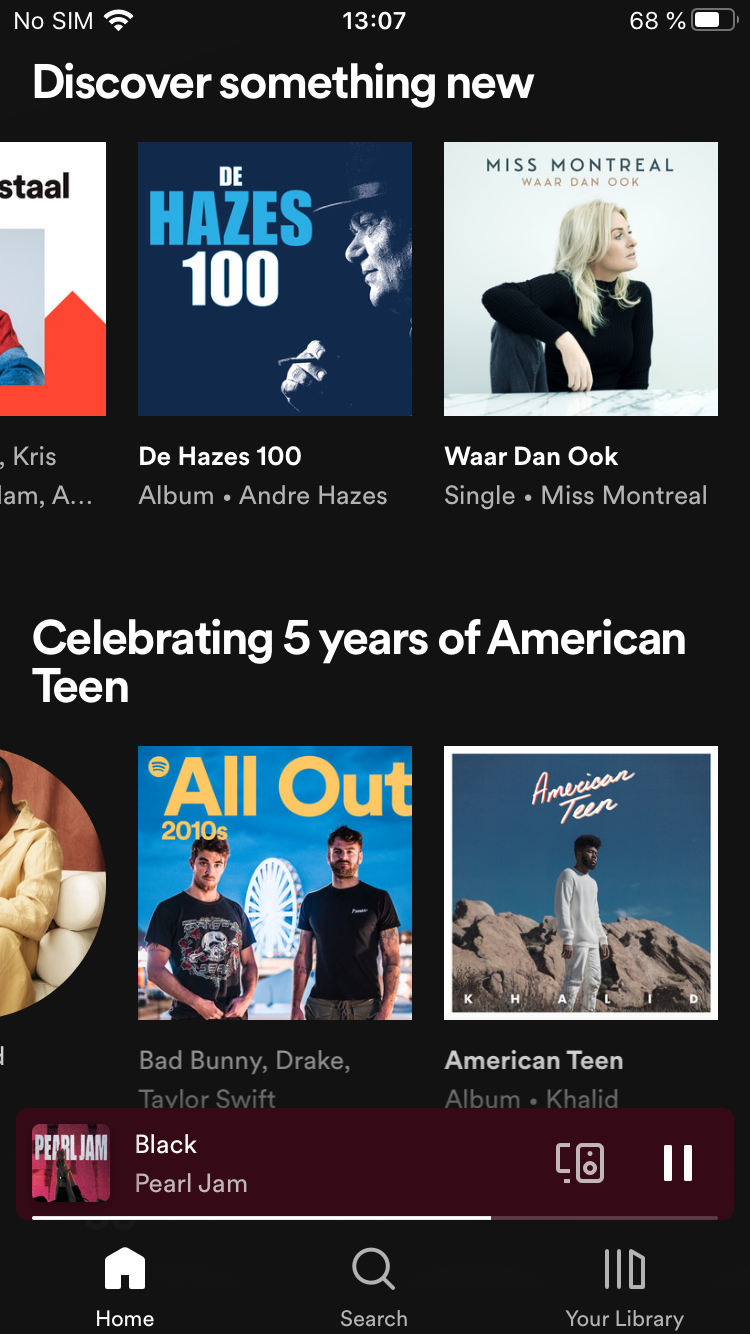 No SIM 13:07 68 %
Discover something new
staal
DE
HAZES
100
MISS MONTREAL
WAAR DAN OOK
, Kris
lam, A...
De Hazes 100
Album • Andre Hazes
Waar Dan Ook
Single • Miss Montreal
Celebrating 5 years of American
Teen
All Out
2010s
American
Teen
KHALID
d
Bad Bunny, Drake,
Taylor Swift
American Teen
Album • Khalid
PEARL JAM
Black
Pearl Jam
Home
Search
Your Library